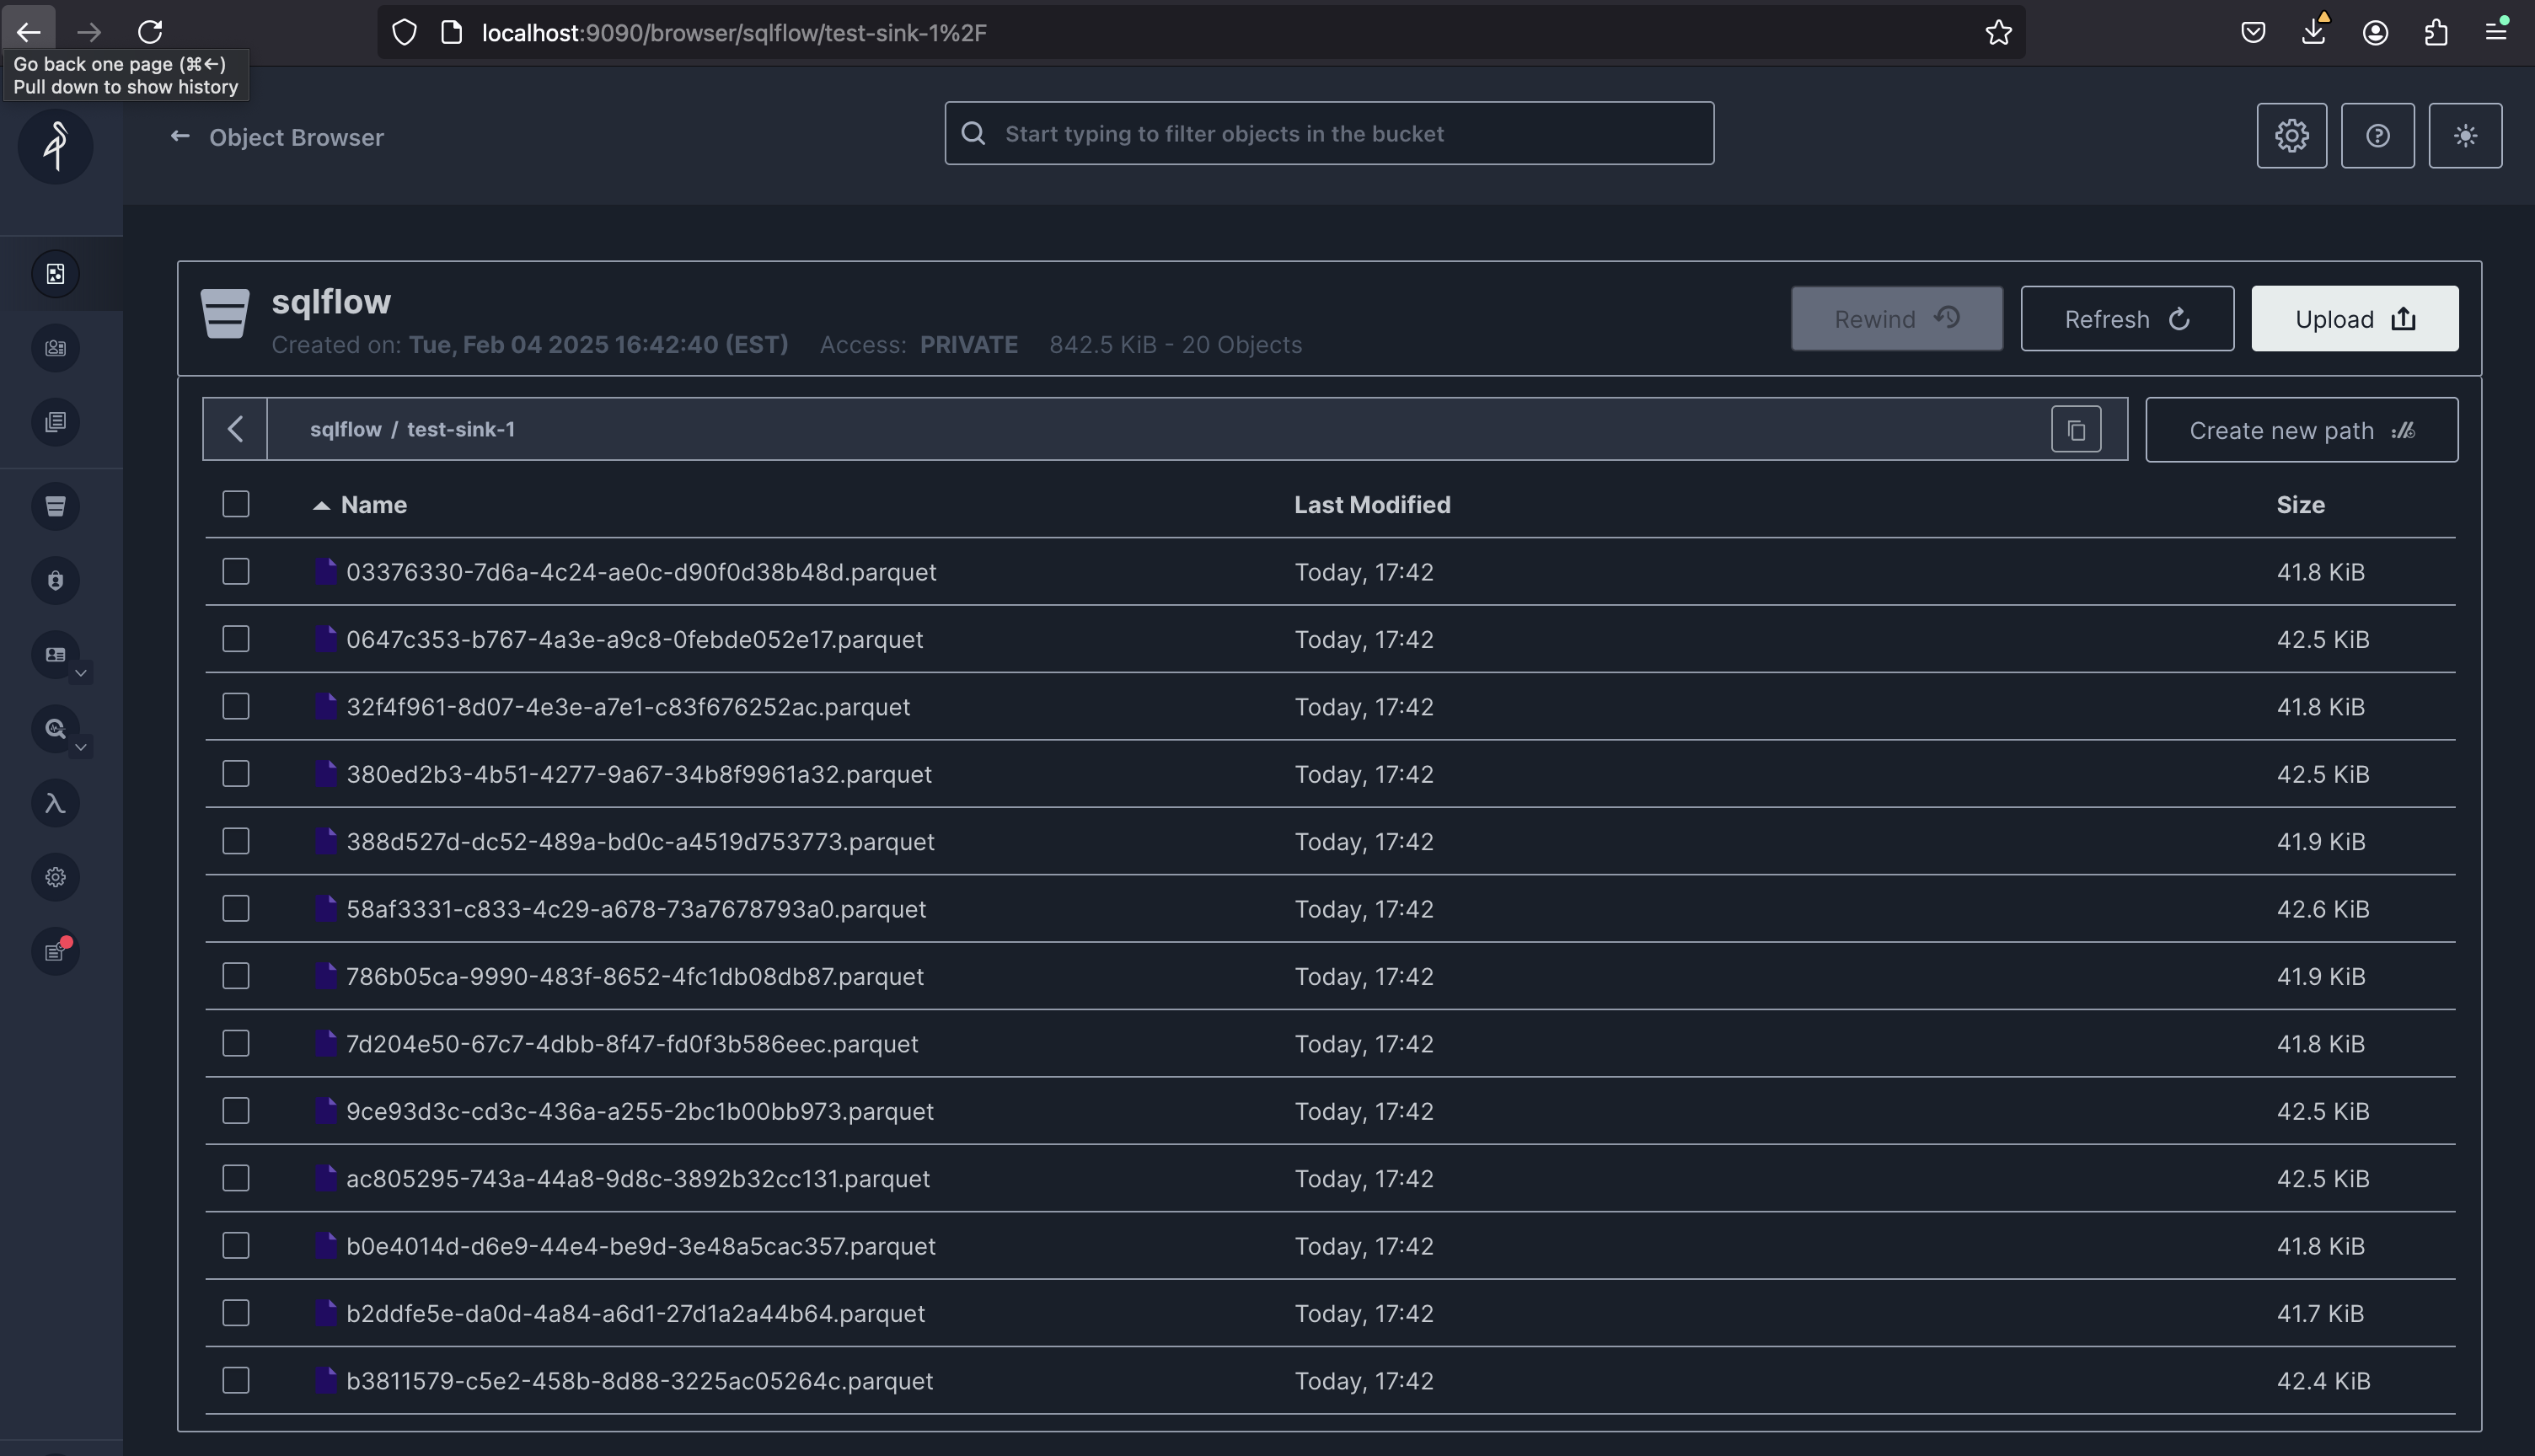 localhost:9090/browser/sqlflow/test-sink-1%2F
Go back one page (⌘←)
Pull down to show history
Object Browser
Start typing to filter objects in the bucket
sqlflow
Created on: Tue, Feb 04 2025 16:42:40 (EST) Access: PRIVATE 842.5 KiB - 20 Objects
Rewind
Refresh
Upload
sqlflow / test-sink-1
Create new path
Name Last Modified Size
03376330-7d6a-4c24-ae0c-d90f0d38b48d.parquet Today, 17:42 41.8 KiB
0647c353-b767-4a3e-a9c8-0febde052e17.parquet Today, 17:42 42.5 KiB
32f4f961-8d07-4e3e-a7e1-c83f676252ac.parquet Today, 17:42 41.8 KiB
380ed2b3-4b51-4277-9a67-34b8f9961a32.parquet Today, 17:42 42.5 KiB
388d527d-dc52-489a-bd0c-a4519d753773.parquet Today, 17:42 41.9 KiB
58af3331-c833-4c29-a678-73a7678793a0.parquet Today, 17:42 42.6 KiB
786b05ca-9990-483f-8652-4fc1db08db87.parquet Today, 17:42 41.9 KiB
7d204e50-67c7-4dbb-8f47-fd0f3b586eec.parquet Today, 17:42 41.8 KiB
9ce93d3c-cd3c-436a-a255-2bc1b00bb973.parquet Today, 17:42 42.5 KiB
ac805295-743a-44a8-9d8c-3892b32cc131.parquet Today, 17:42 42.5 KiB
b0e4014d-d6e9-44e4-be9d-3e48a5cac357.parquet Today, 17:42 41.8 KiB
b2ddfe5e-da0d-4a84-a6d1-27d1a2a44b64.parquet Today, 17:42 41.7 KiB
b3811579-c5e2-458b-8d88-3225ac05264c.parquet Today, 17:42 42.4 KiB